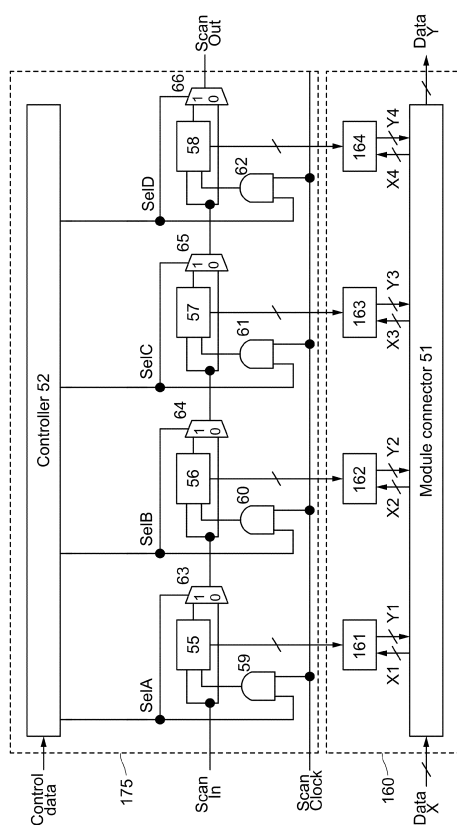 Control
data
Controller 52
175
SelA
SelB
SelC
SelD
63
64
65
66
1
0
1
0
1
0
1
0
55
56
57
58
59
60
61
62
Scan
In
Scan
Out
Scan
Clock
160
161
162
163
164
X1
Y1
X2
Y2
X3
Y3
X4
Y4
Data
X
Module connector 51
Data
Y